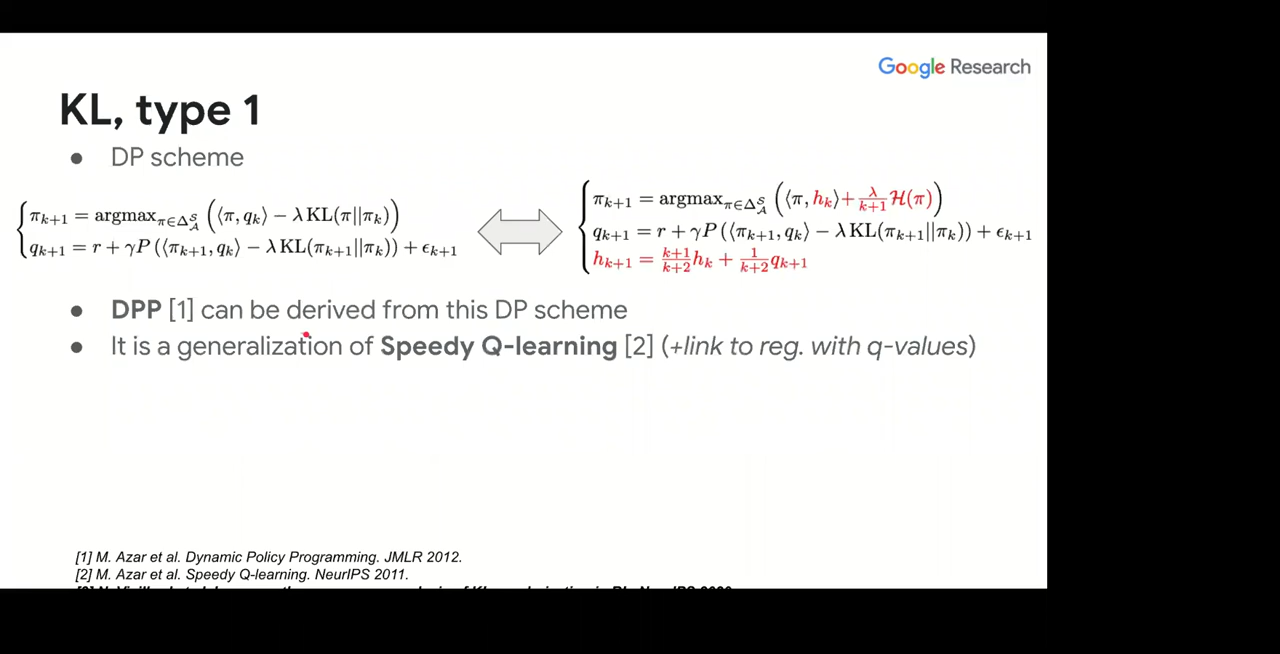 Google Research
KL, type 1
● DP scheme
π_{k+1} = argmax_{π∈Δ_A^S} (⟨π, q_k⟩ − λ KL(π||π_k))
q_{k+1} = r + γP (⟨π_{k+1}, q_k⟩ − λ KL(π_{k+1}||π_k)) + ϵ_{k+1}
π_{k+1} = argmax_{π∈Δ_A^S} (⟨π, h_k⟩ + \frac{λ}{k+1} ℋ(π))
q_{k+1} = r + γP (⟨π_{k+1}, q_k⟩ − λ KL(π_{k+1}||π_k)) + ϵ_{k+1}
h_{k+1} = \frac{k+1}{k+2} h_k + \frac{1}{k+2} q_{k+1}
● DPP [1] can be derived from this DP scheme
● It is a generalization of Speedy Q-learning [2] (+link to reg. with q-values)
[1] M. Azar et al. Dynamic Policy Programming. JMLR 2012.
[2] M. Azar et al. Speedy Q-learning. NeurIPS 2011.